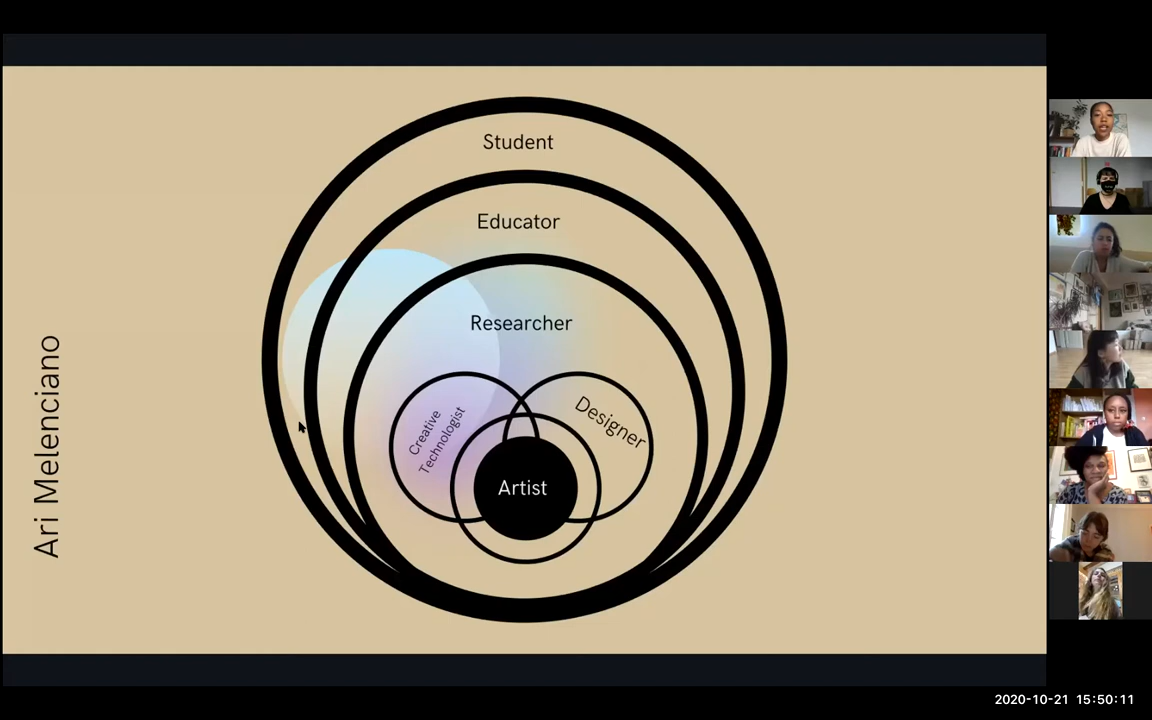 Student
Educator
Researcher
Creative
Technologist
Designer
Artist
Ari Melenciano
2020-10-21 15:50:11